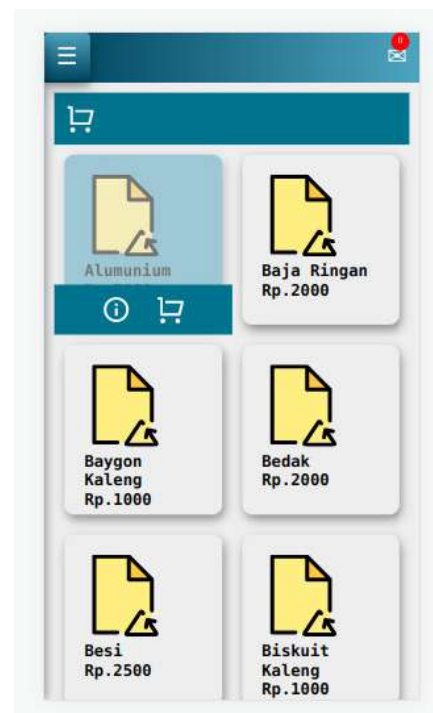 0
Alumunium
Baja Ringan
Rp.2000
Baygon
Kaleng
Rp.1000
Bedak
Rp.2000
Besi
Rp.2500
Biskuit
Kaleng
Rp.1000